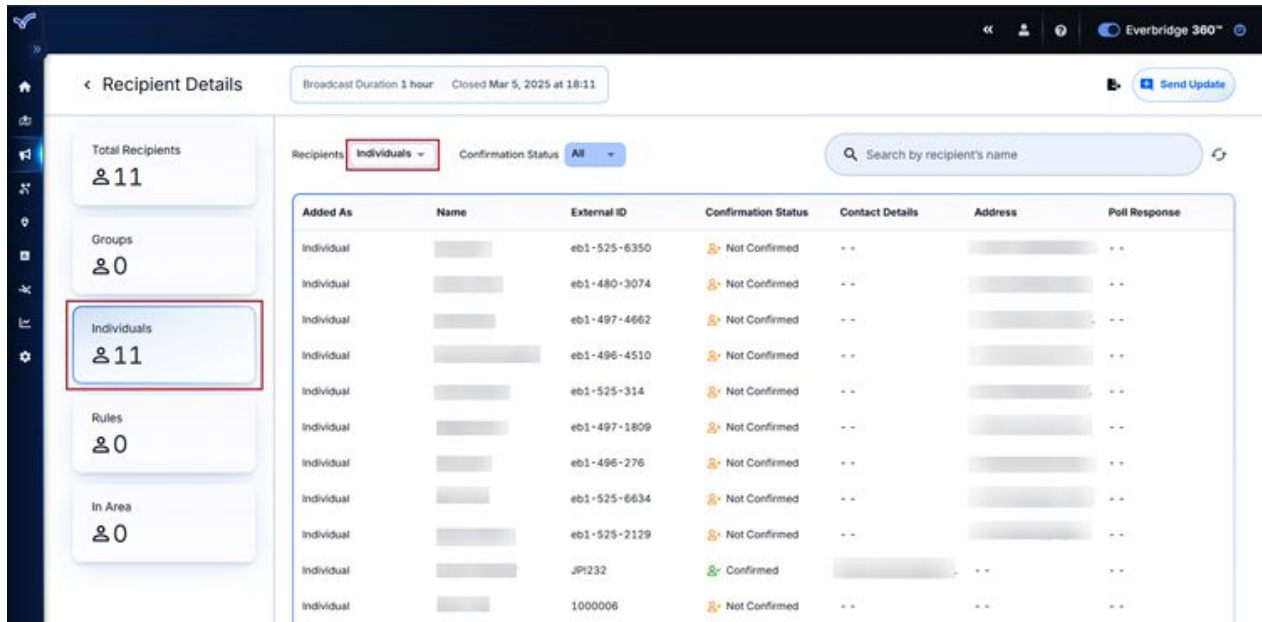 Everbridge 360™
Recipient Details
Broadcast Duration 1 hour Closed Mar 5, 2025 at 18:11
Send Update
Total Recipients
11
Groups
0
Individuals
11
Rules
0
In Area
0
Recipients Individuals Confirmation Status All Search by recipient's name
Added As Name External ID Confirmation Status Contact Details Address Poll Response
Individual eb1-525-6350 Not Confirmed - - - -
Individual eb1-480-3074 Not Confirmed - - - -
Individual eb1-497-4662 Not Confirmed - - - -
Individual eb1-496-4510 Not Confirmed - - - -
Individual eb1-525-314 Not Confirmed - - - -
Individual eb1-497-1809 Not Confirmed - - - -
Individual eb1-496-276 Not Confirmed - - - -
Individual eb1-525-6634 Not Confirmed - - - -
Individual eb1-525-2129 Not Confirmed - - - -
Individual Confirmed - - - -
Individual 1000006 Not Confirmed - - - - - -